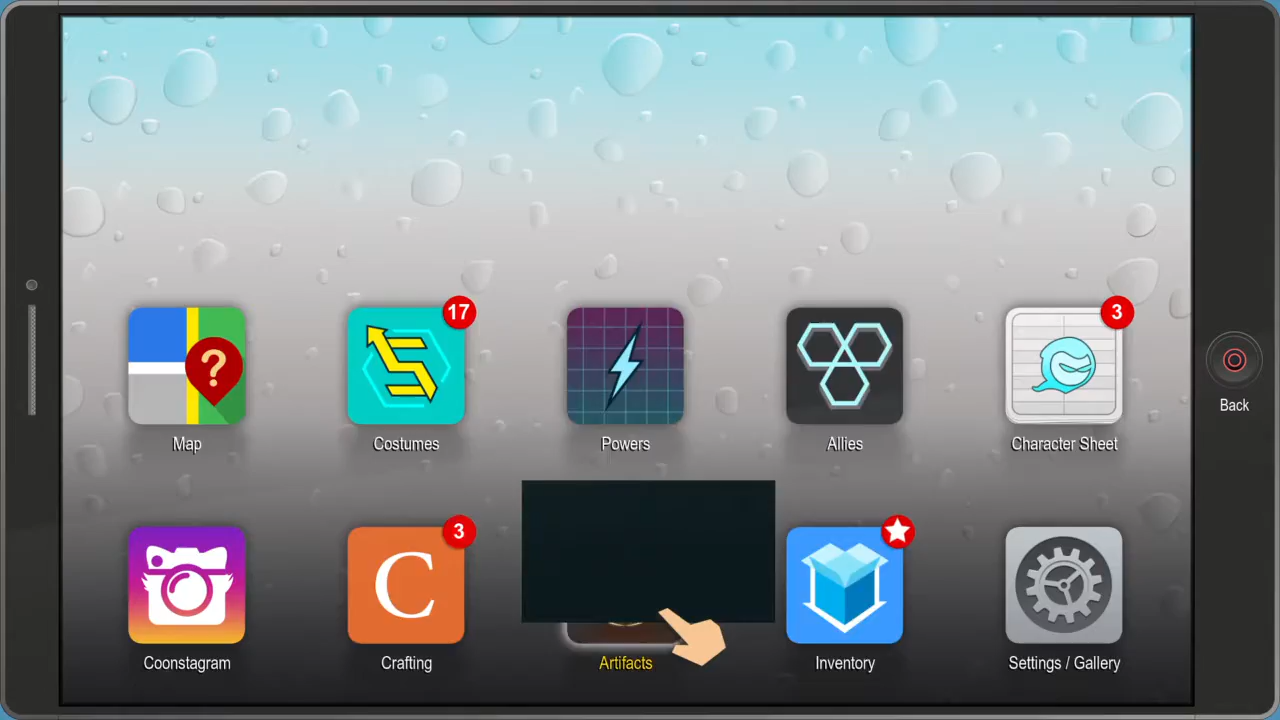 17
3
Map
Costumes
Powers
Allies
Character Sheet
Back
3
C
Coonstagram
Crafting
Artifacts
Inventory
Settings / Gallery